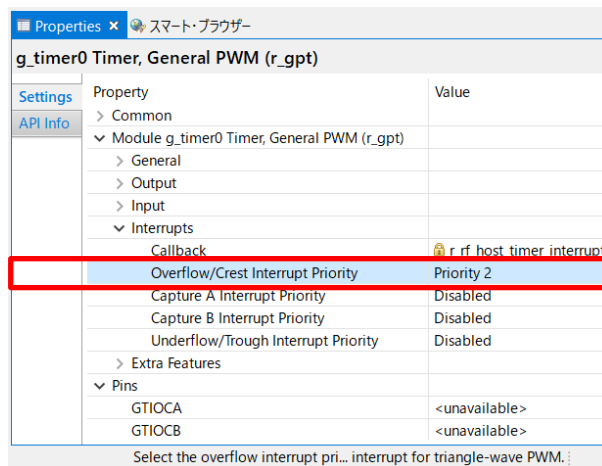 Properties スマート・ブラウザー
g_timer0 Timer, General PWM (r_gpt)
Settings
API Info
Property Value
Common
Module g_timer0 Timer, General PWM (r_gpt)
General
Output
Input
Interrupts
Callback r_rf_host_timer_interrupt
Overflow/Crest Interrupt Priority Priority 2
Capture A Interrupt Priority Disabled
Capture B Interrupt Priority Disabled
Underflow/Trough Interrupt Priority Disabled
Extra Features
Pins
GTIOCA <unavailable>
GTIOCB <unavailable>
Select the overflow interrupt pri... interrupt for triangle-wave PWM.